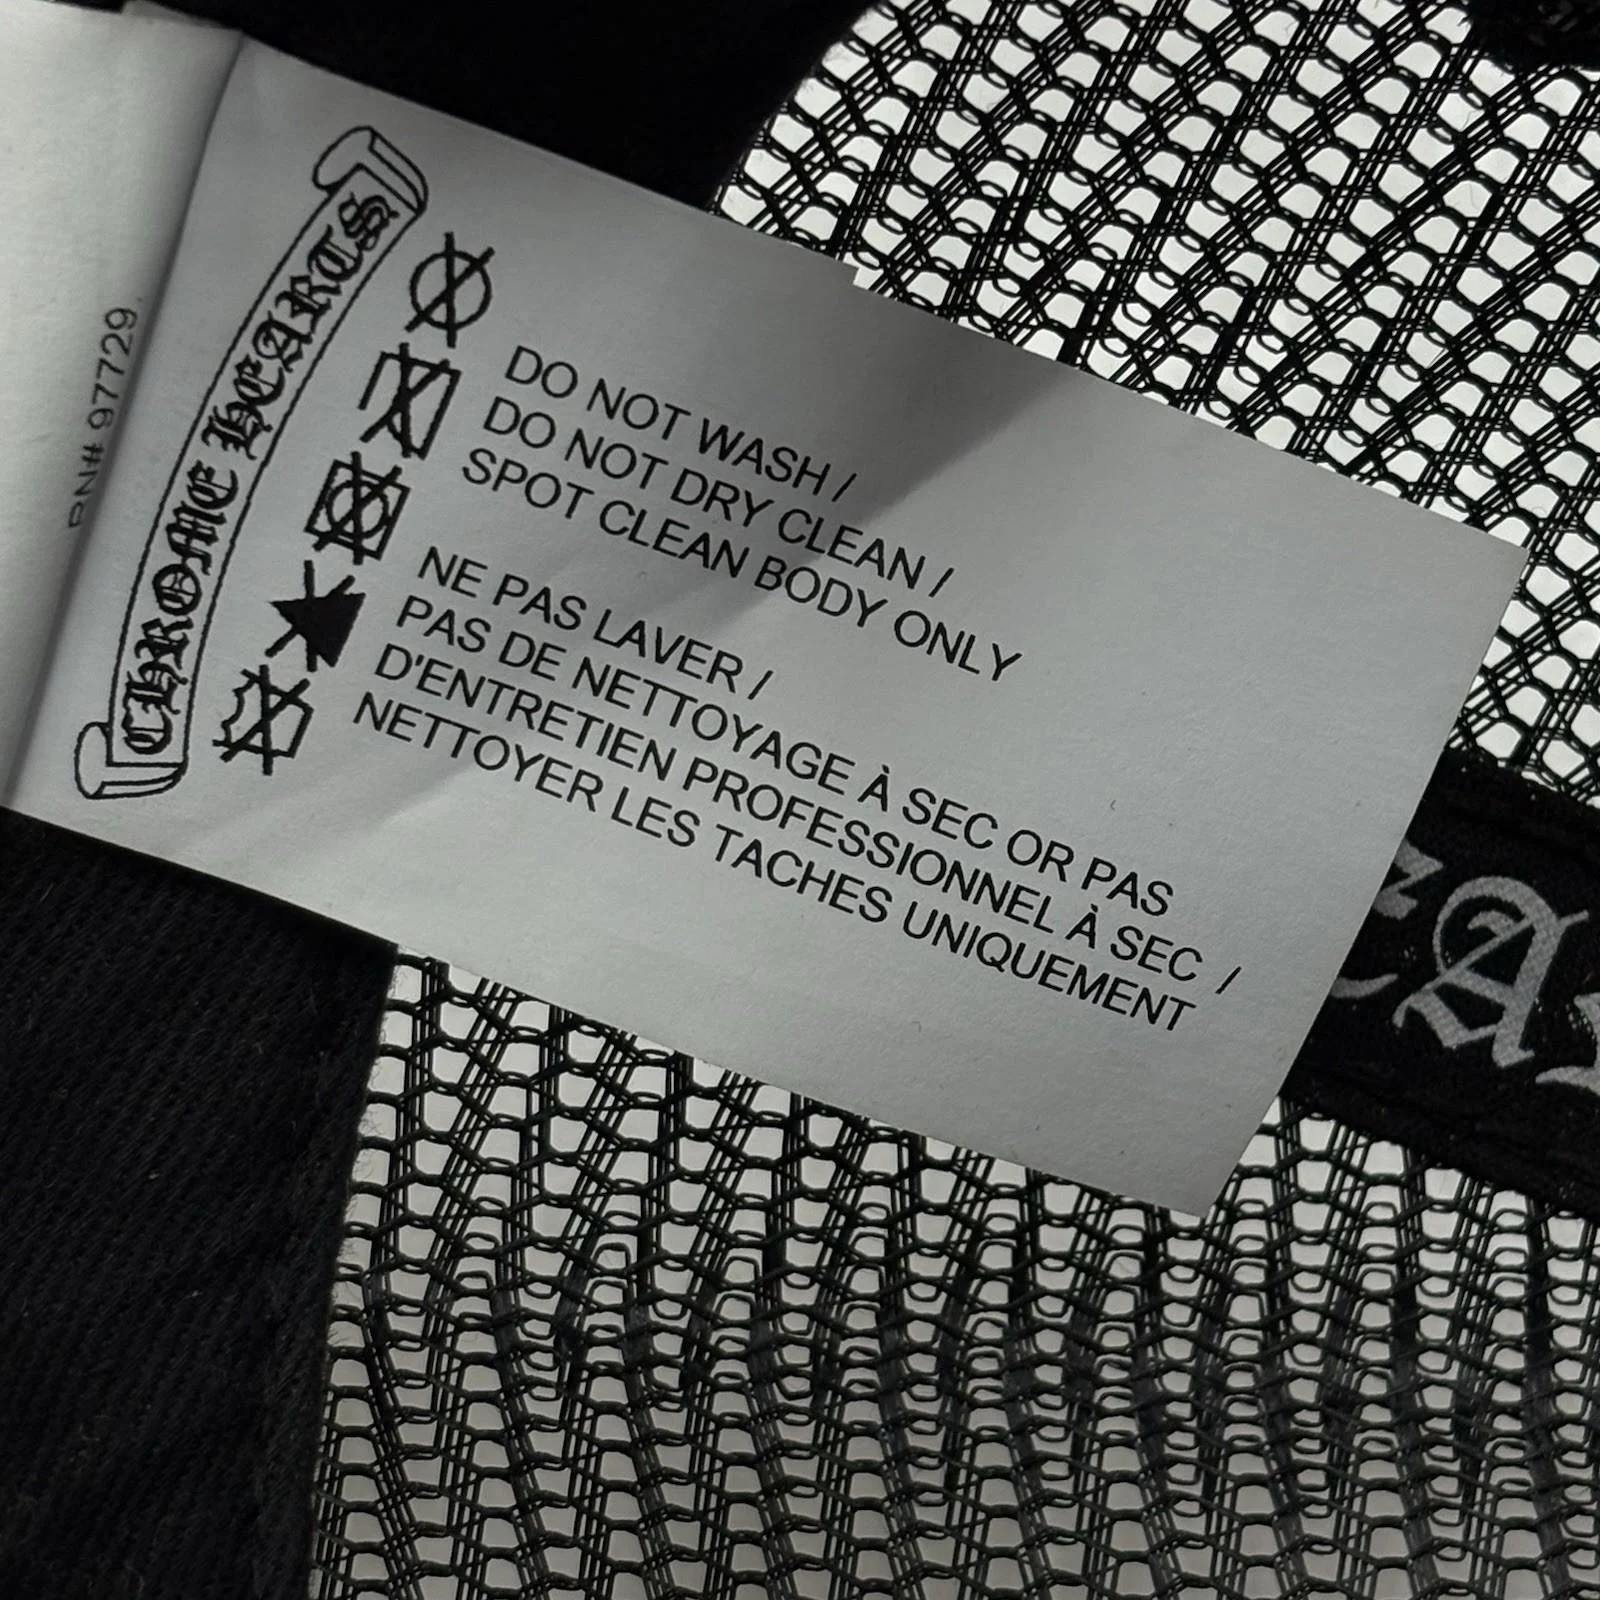 RN# 97729.
CHROME HEARTS
DO NOT WASH /
DO NOT DRY CLEAN /
SPOT CLEAN BODY ONLY
NE PAS LAVER /
PAS DE NETTOYAGE À SEC OR PAS
D'ENTRETIEN PROFESSIONNEL À SEC /
NETTOYER LES TACHES UNIQUEMENT